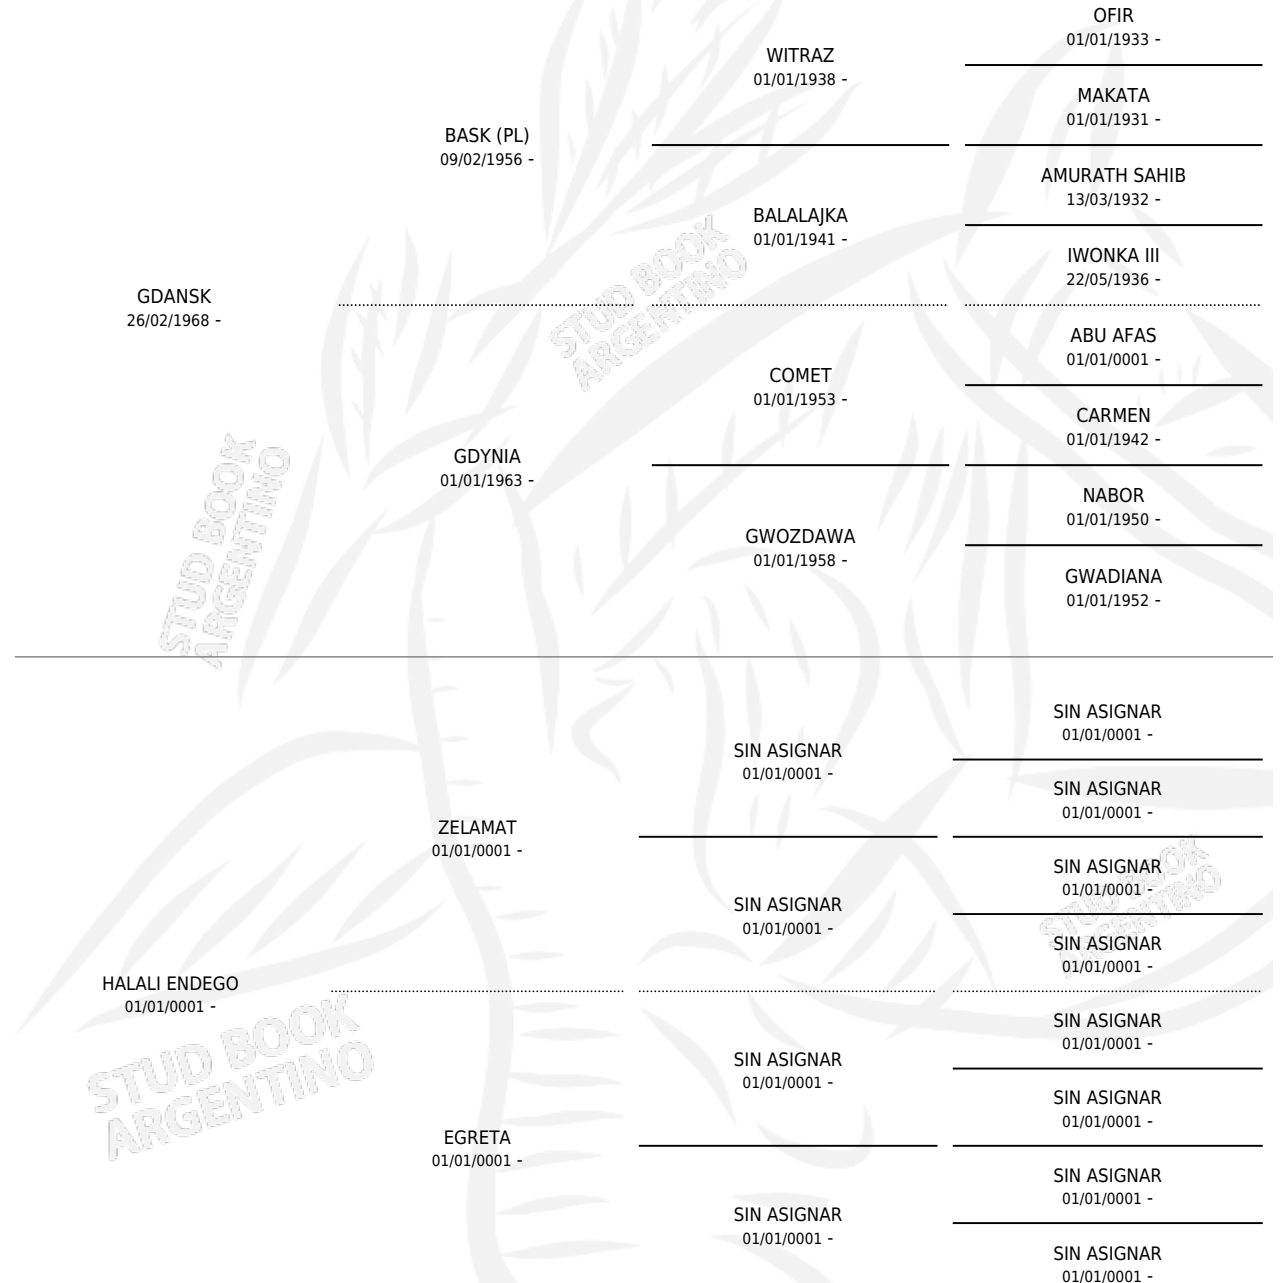 OFIR
01/01/1933 -
WITRAZ
01/01/1938 -
MAKATA
01/01/1931 -
BASK (PL)
09/02/1956 -
AMURATH SAHIB
13/03/1932 -
BALALAJKA
01/01/1941 -
IWONKA III
22/05/1936 -
GDANSK
26/02/1968 -
ABU AFAS
01/01/0001 -
COMET
01/01/1953 -
CARMEN
01/01/1942 -
GDYNIA
01/01/1963 -
NABOR
01/01/1950 -
GWOZDAWA
01/01/1958 -
GWADIANA
01/01/1952 -
STUD BOOK
ARGENTINO
STUD BOOK
ARGENTINO
SIN ASIGNAR
01/01/0001 -
SIN ASIGNAR
01/01/0001 -
SIN ASIGNAR
01/01/0001 -
ZELAMAT
01/01/0001 -
SIN ASIGNAR
01/01/0001 -
SIN ASIGNAR
01/01/0001 -
SIN ASIGNAR
01/01/0001 -
HALALI ENDEGO
01/01/0001 -
SIN ASIGNAR
01/01/0001 -
SIN ASIGNAR
01/01/0001 -
SIN ASIGNAR
01/01/0001 -
EGRETA
01/01/0001 -
SIN ASIGNAR
01/01/0001 -
SIN ASIGNAR
01/01/0001 -
SIN ASIGNAR
01/01/0001 -
STUD BOOK
ARGENTINO
STUD BOOK
ARGENTINO